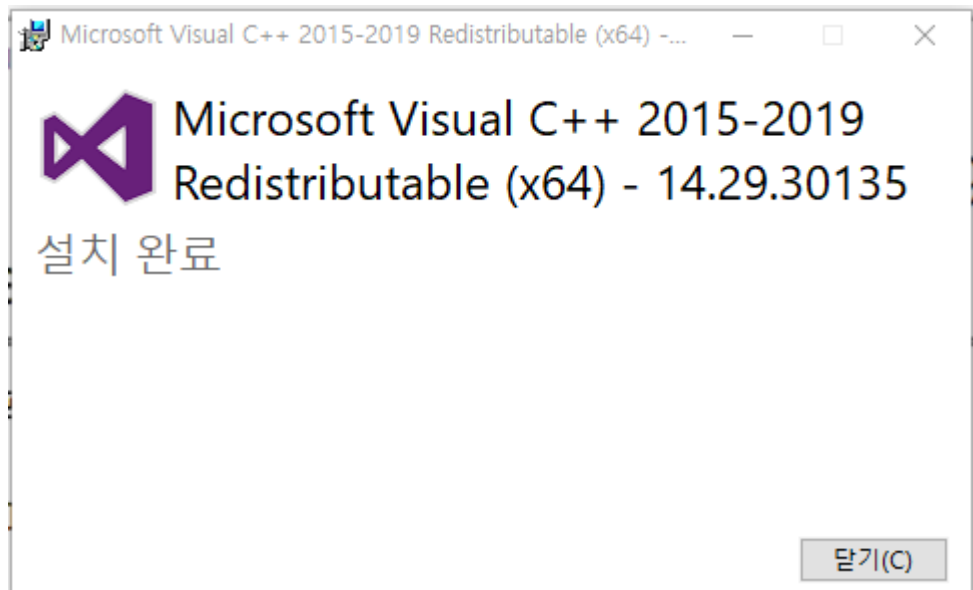 Microsoft Visual C++ 2015-2019 Redistributable (x64) -...
Microsoft Visual C++ 2015-2019
Redistributable (x64) - 14.29.30135
설치 완료
닫기(C)